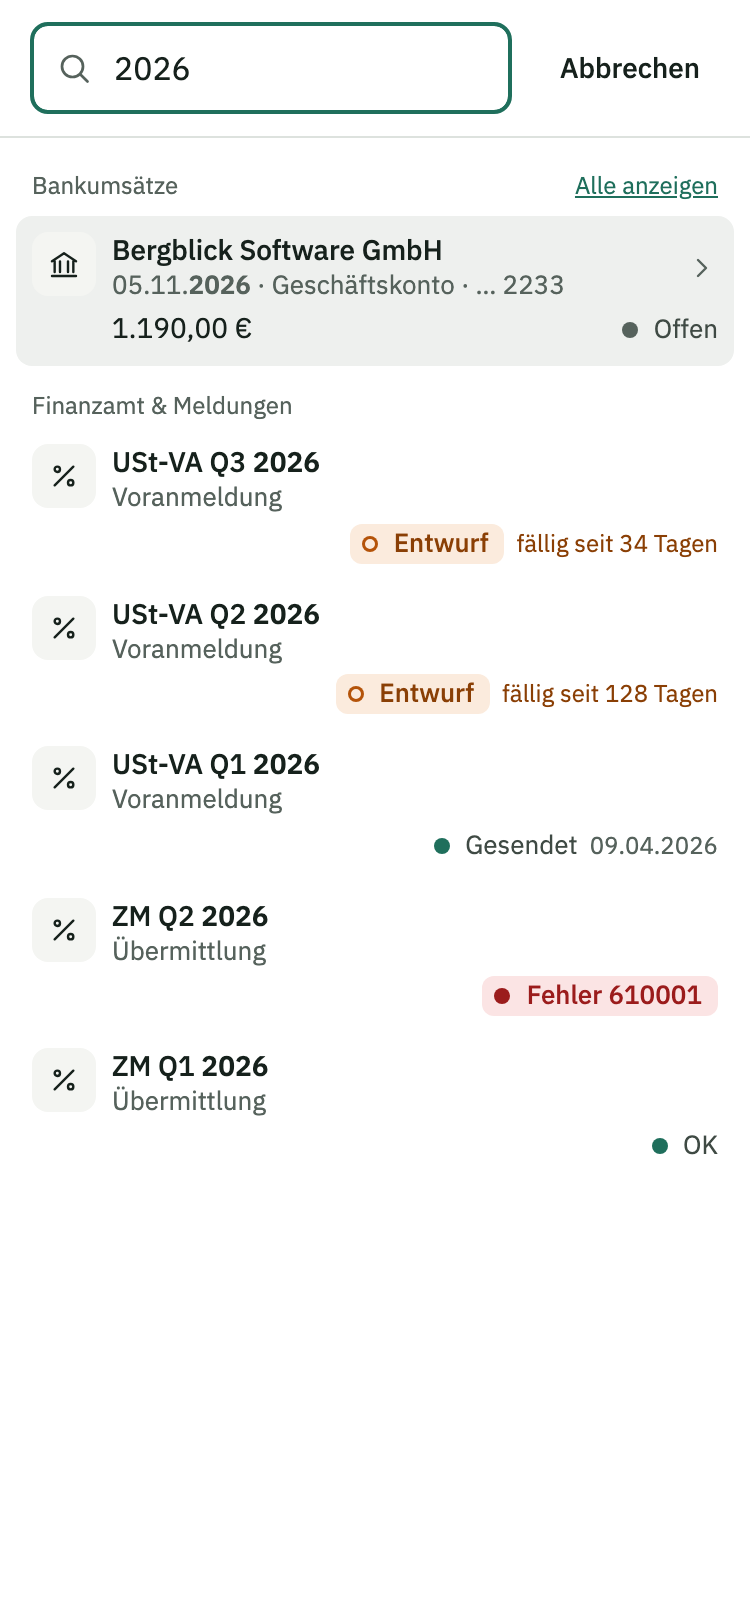 2026
Abbrechen
Bankumsätze
Alle anzeigen
Bergblick Software GmbH
05.11.2026 · Geschäftskonto · ... 2233
1.190,00 €
Offen
Finanzamt & Meldungen
USt-VA Q3 2026
Voranmeldung
Entwurf fällig seit 34 Tagen
USt-VA Q2 2026
Voranmeldung
Entwurf fällig seit 128 Tagen
USt-VA Q1 2026
Voranmeldung
Gesendet 09.04.2026
ZM Q2 2026
Übermittlung
Fehler 610001
ZM Q1 2026
Übermittlung
OK